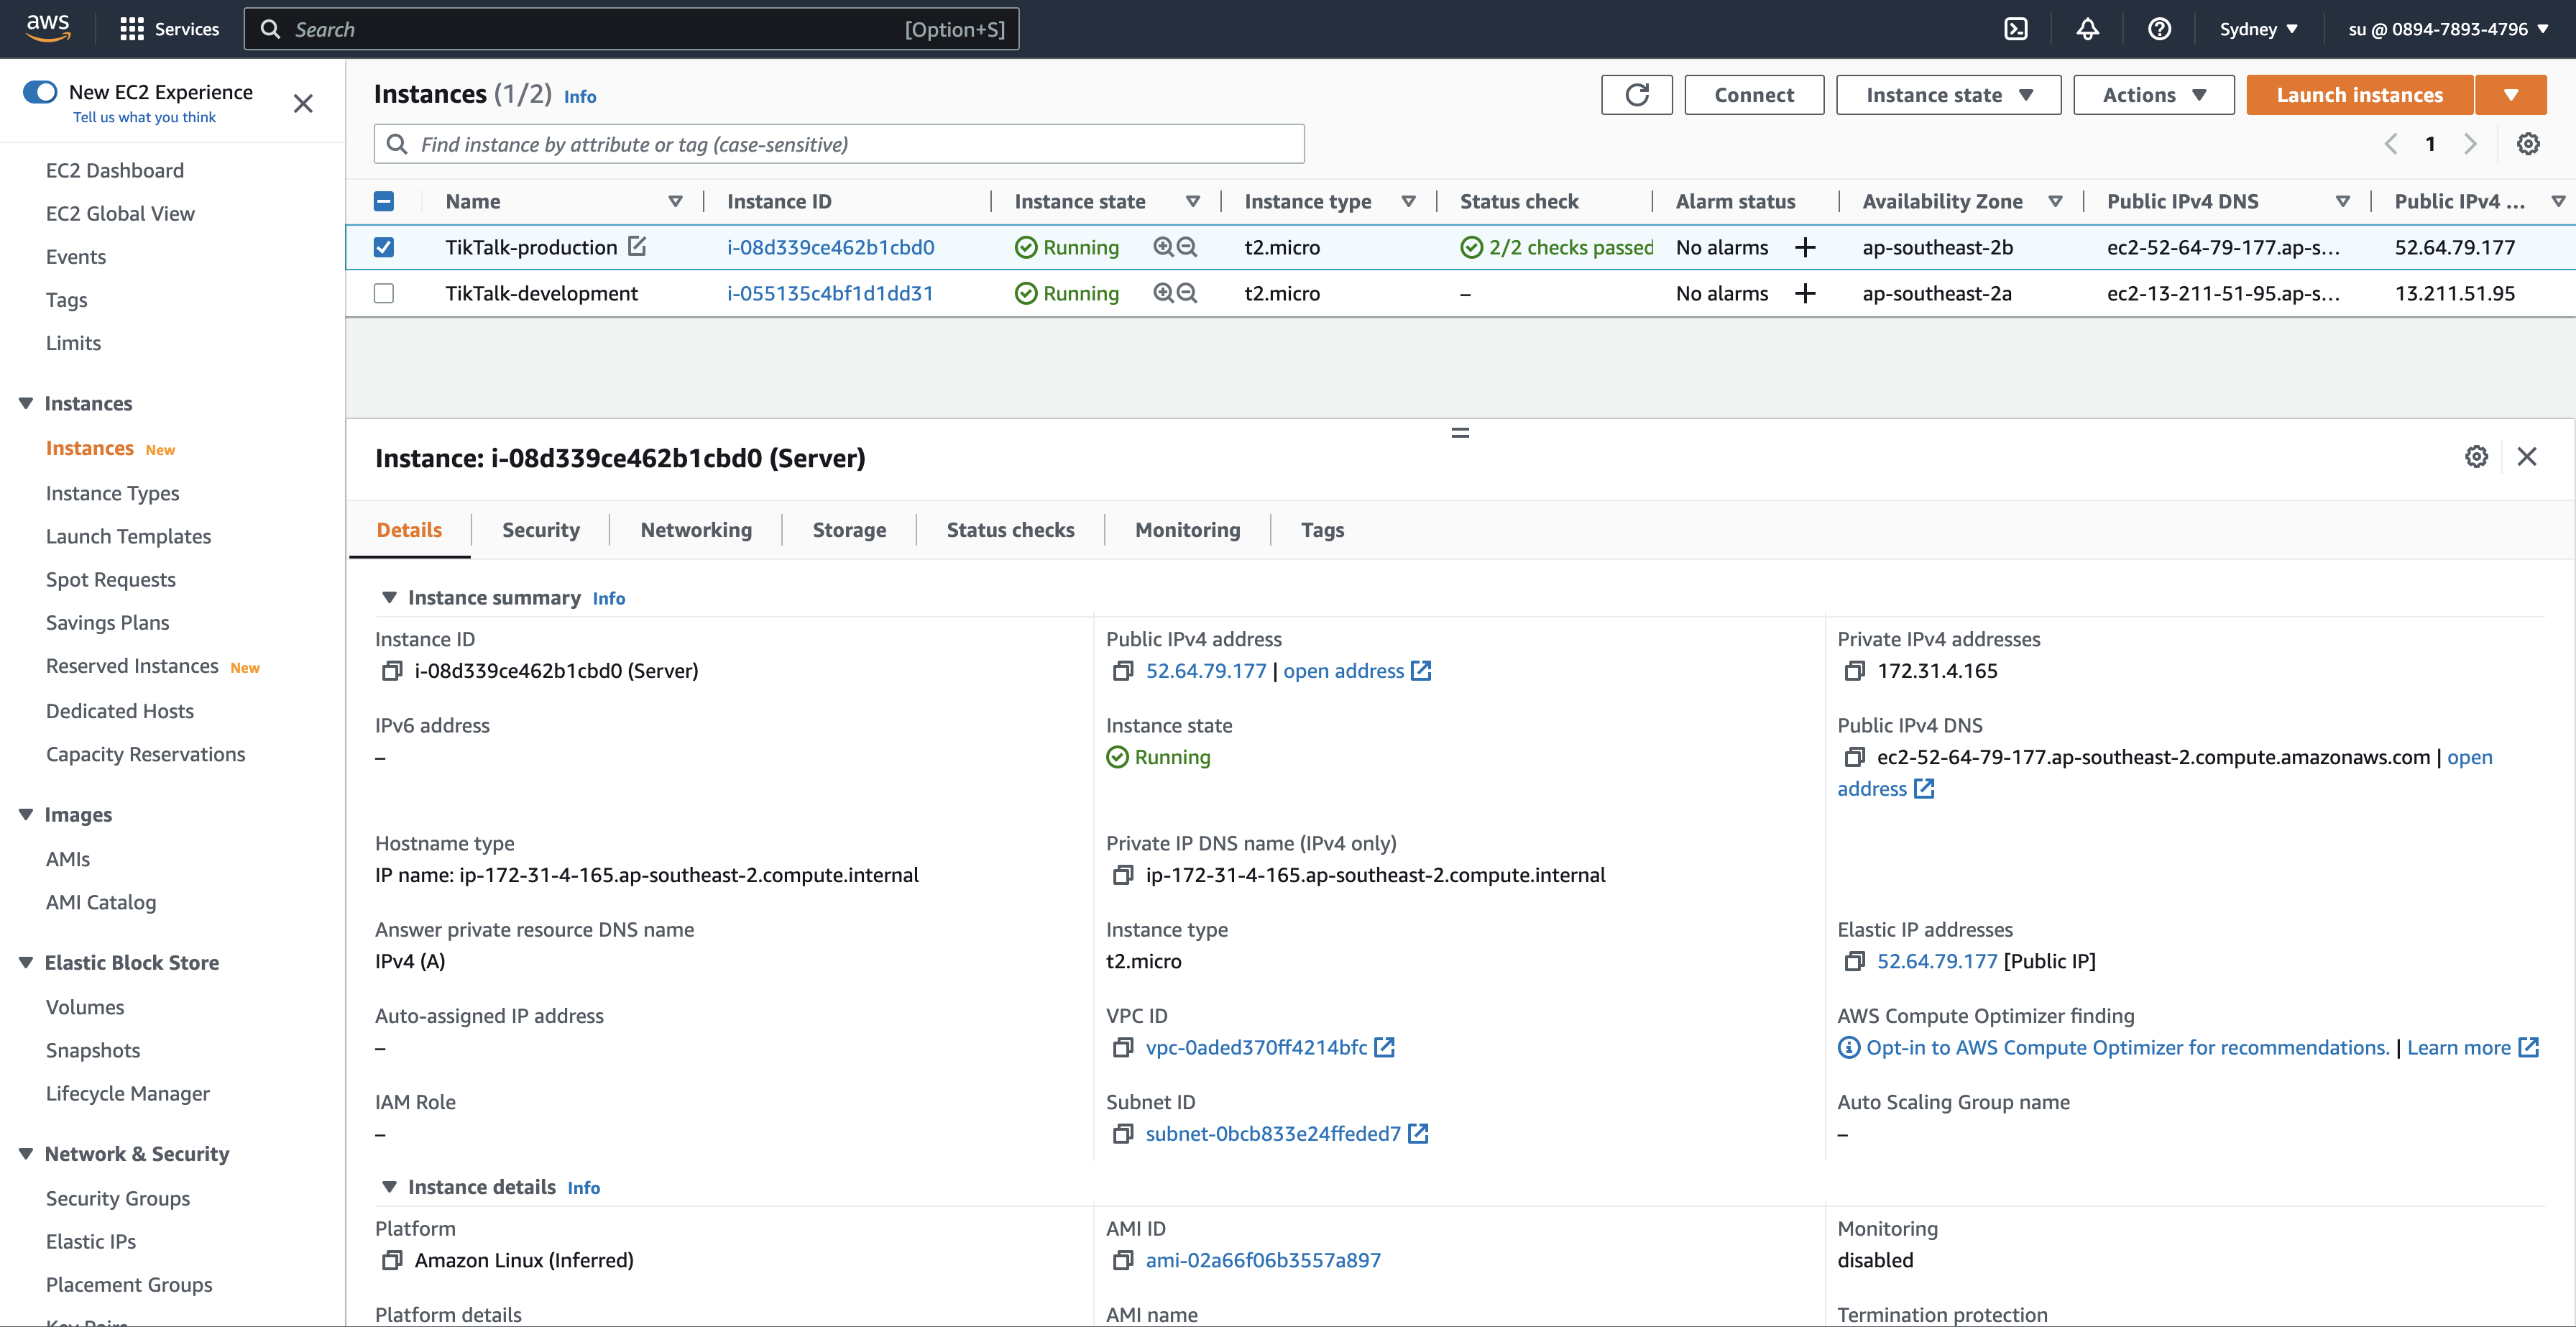 aws
Services
Search
[Option+S]
Sydney
su @ 0894-7893-4796
New EC2 Experience
Tell us what you think
EC2 Dashboard
EC2 Global View
Events
Tags
Limits
Instances
Instances New
Instance Types
Launch Templates
Spot Requests
Savings Plans
Reserved Instances New
Dedicated Hosts
Capacity Reservations
Images
AMIs
AMI Catalog
Elastic Block Store
Volumes
Snapshots
Lifecycle Manager
Network & Security
Security Groups
Elastic IPs
Placement Groups
Key Pairs
Instances (1/2) Info
Connect
Instance state
Actions
Launch instances
Find instance by attribute or tag (case-sensitive)
1
Name Instance ID Instance state Instance type Status check Alarm status Availability Zone Public IPv4 DNS Public IPv4 ...
TikTalk-production i-08d339ce462b1cbd0 Running t2.micro 2/2 checks passed No alarms + ap-southeast-2b ec2-52-64-79-177.ap-s... 52.64.79.177
TikTalk-development i-055135c4bf1d1dd31 Running t2.micro – No alarms + ap-southeast-2a ec2-13-211-51-95.ap-s... 13.211.51.95
Instance: i-08d339ce462b1cbd0 (Server)
Details Security Networking Storage Status checks Monitoring Tags
Instance summary Info
Instance ID
i-08d339ce462b1cbd0 (Server)
Public IPv4 address
52.64.79.177 | open address
Private IPv4 addresses
172.31.4.165
IPv6 address
–
Instance state
Running
Public IPv4 DNS
ec2-52-64-79-177.ap-southeast-2.compute.amazonaws.com | open
address
Hostname type
IP name: ip-172-31-4-165.ap-southeast-2.compute.internal
Private IP DNS name (IPv4 only)
ip-172-31-4-165.ap-southeast-2.compute.internal
Answer private resource DNS name
IPv4 (A)
Instance type
t2.micro
Elastic IP addresses
52.64.79.177 [Public IP]
Auto-assigned IP address
–
VPC ID
vpc-0aded370ff4214bfc
AWS Compute Optimizer finding
Opt-in to AWS Compute Optimizer for recommendations. | Learn more
IAM Role
–
Subnet ID
subnet-0bcb833e24ffeded7
Auto Scaling Group name
–
Instance details Info
Platform
Amazon Linux (Inferred)
AMI ID
ami-02a66f06b3557a897
Monitoring
disabled
Platform details
AMI name
Termination protection